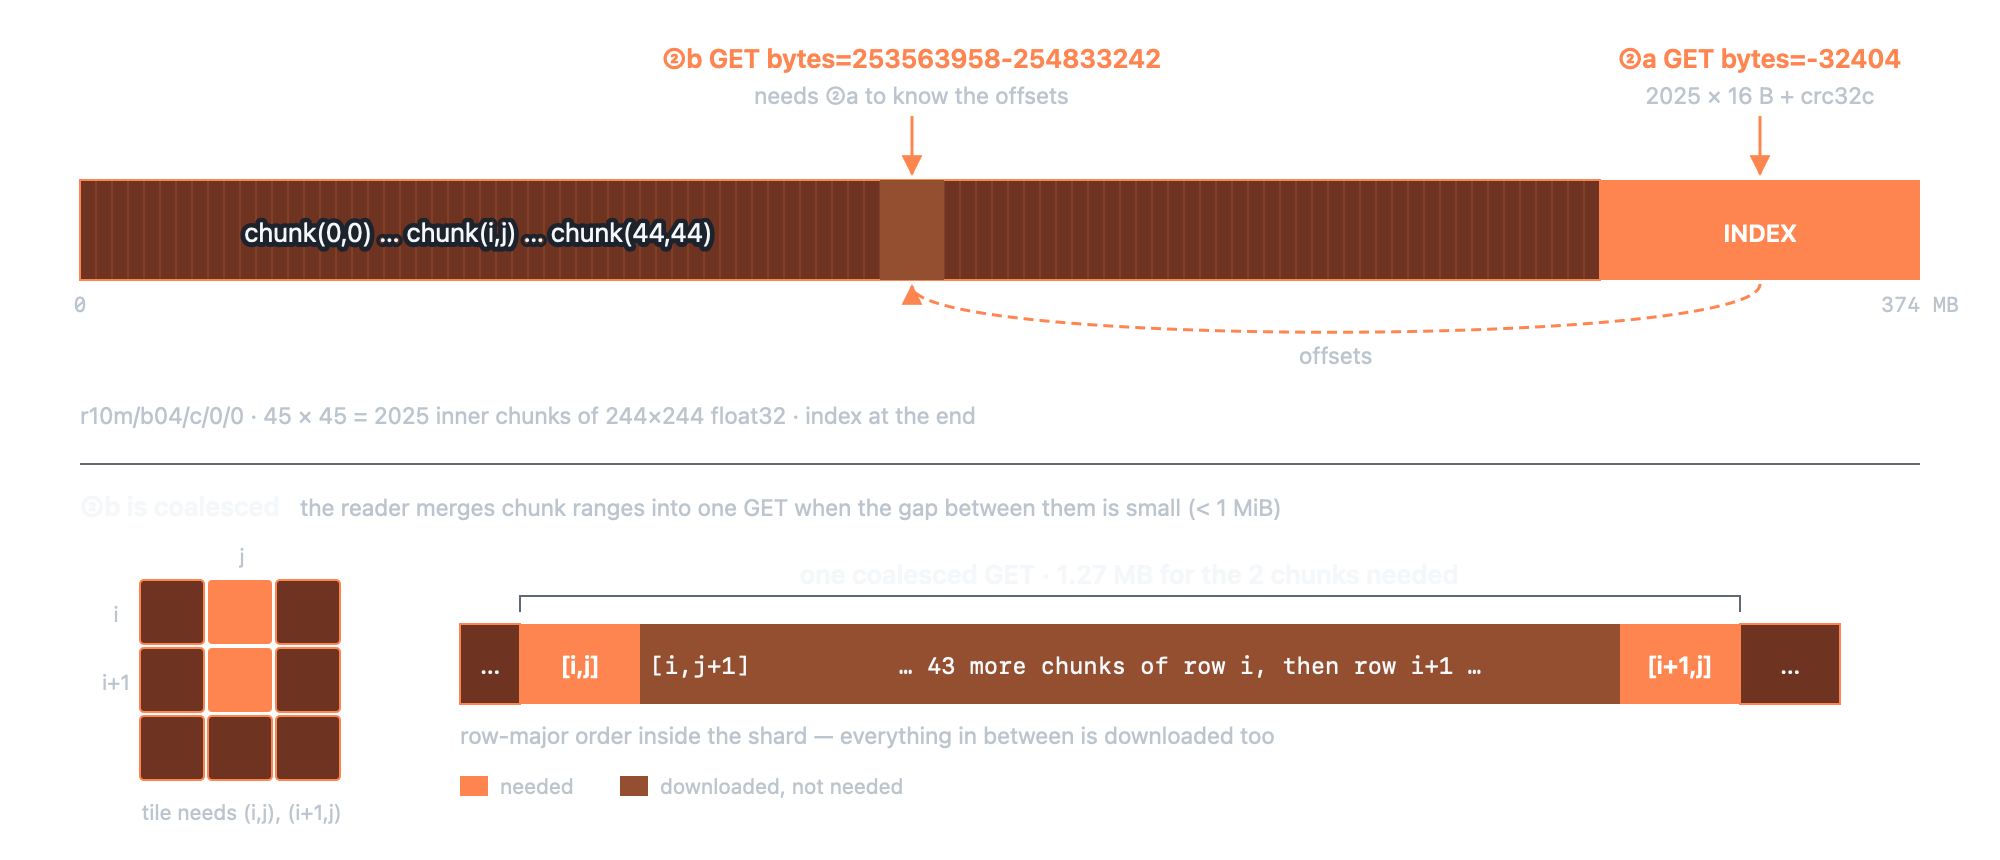 ②b GET bytes=253563958-254833242
needs ②a to know the offsets
②a GET bytes=-32404
2025 × 16 B + crc32c
chunk(0,0) ... chunk(i,j) ... chunk(44,44)
INDEX
0
374 MB
offsets
r10m/b04/c/0/0 · 45 × 45 = 2025 inner chunks of 244×244 float32 · index at the end
②b is coalesced the reader merges chunk ranges into one GET when the gap between them is small (< 1 MiB)
j
i
i+1
tile needs (i,j), (i+1,j)
one coalesced GET · 1.27 MB for the 2 chunks needed
... [i,j] [i,j+1] … 43 more chunks of row i, then row i+1 … [i+1,j] ...
row-major order inside the shard — everything in between is downloaded too
needed
downloaded, not needed